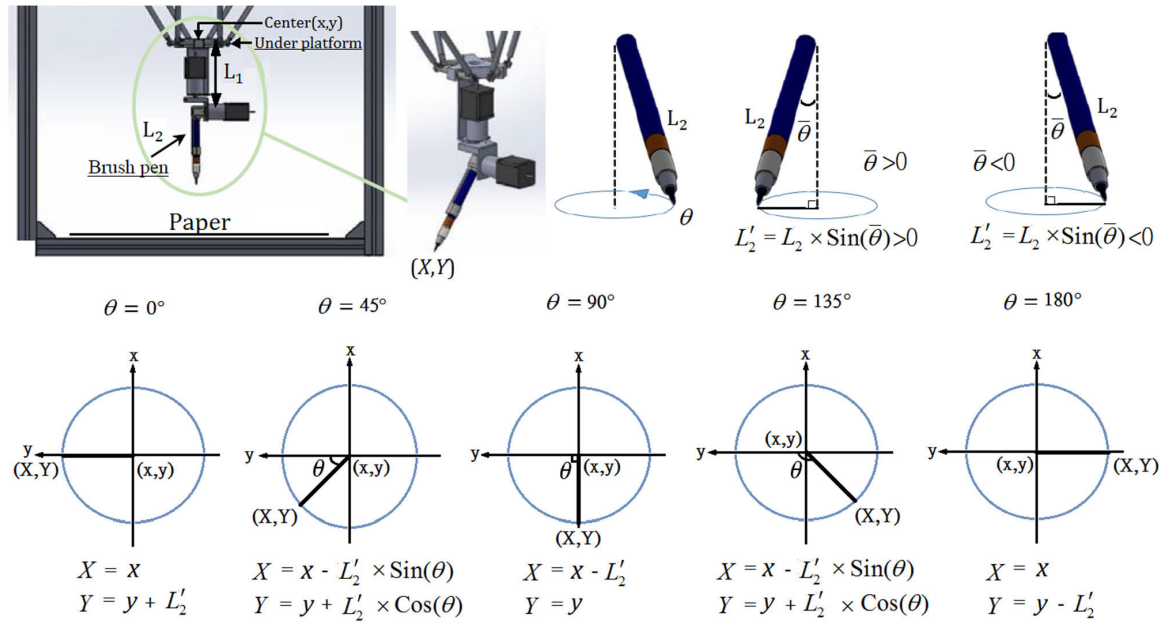 Center(x,y)
Under platform
L₁
L₂
Brush pen
Paper
(X,Y)
L₂
θ
L₂
θ̅
θ̅>0
L′₂ = L₂ × Sin(θ̅)>0
θ̅<0
θ̅
L₂
L′₂ = L₂ × Sin(θ̅)<0
θ = 0°
θ = 45°
θ = 90°
θ = 135°
θ = 180°
x
y
(X,Y)
(x,y)
X = x
Y = y + L′₂
x
y
θ
(x,y)
(X,Y)
X = x - L′₂ × Sin(θ)
Y = y + L′₂ × Cos(θ)
x
y
θ
(x,y)
(X,Y)
X = x - L′₂
Y = y
x
(x,y)
y
θ
(X,Y)
X = x - L′₂ × Sin(θ)
Y = y + L′₂ × Cos(θ)
x
y
(x,y)
(X,Y)
X = x
Y = y - L′₂